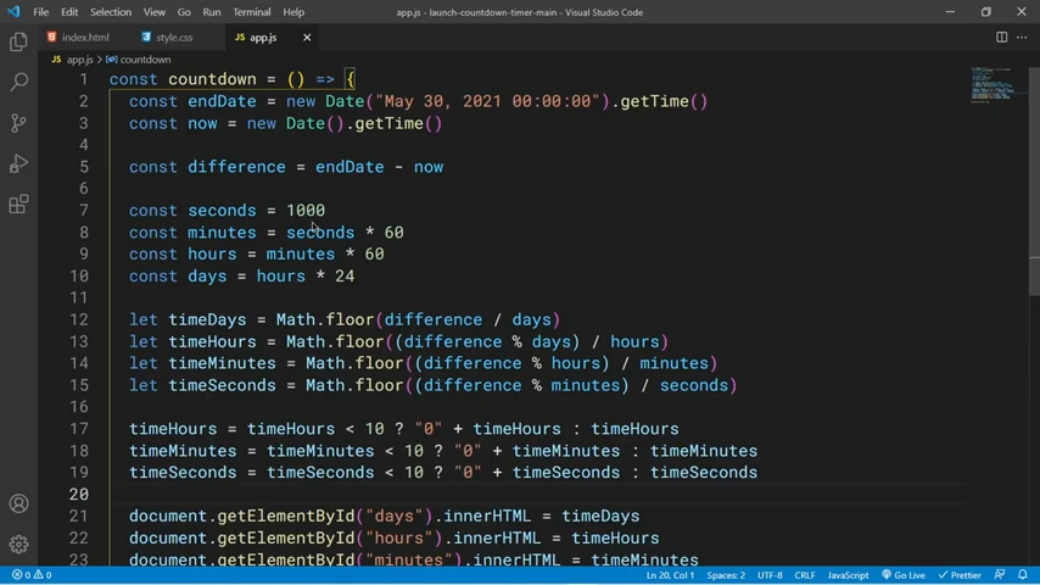 File Edit Selection View Go Run Terminal Help app.js - launch-countdown-timer-main - Visual Studio Code
index.html style.css JS app.js
JS app.js > countdown
1 const countdown = () => {
2 const endDate = new Date("May 30, 2021 00:00:00").getTime()
3 const now = new Date().getTime()
4
5 const difference = endDate - now
6
7 const seconds = 1000
8 const minutes = seconds * 60
9 const hours = minutes * 60
10 const days = hours * 24
11
12 let timeDays = Math.floor(difference / days)
13 let timeHours = Math.floor((difference % days) / hours)
14 let timeMinutes = Math.floor((difference % hours) / minutes)
15 let timeSeconds = Math.floor((difference % minutes) / seconds)
16
17 timeHours = timeHours < 10 ? "0" + timeHours : timeHours
18 timeMinutes = timeMinutes < 10 ? "0" + timeMinutes : timeMinutes
19 timeSeconds = timeSeconds < 10 ? "0" + timeSeconds : timeSeconds
20
21 document.getElementById("days").innerHTML = timeDays
22 document.getElementById("hours").innerHTML = timeHours
23 document.getElementById("minutes").innerHTML = timeMinutes
0 0 Ln 20, Col 1 Spaces: 2 UTF-8 CRLF JavaScript Go Live Prettier